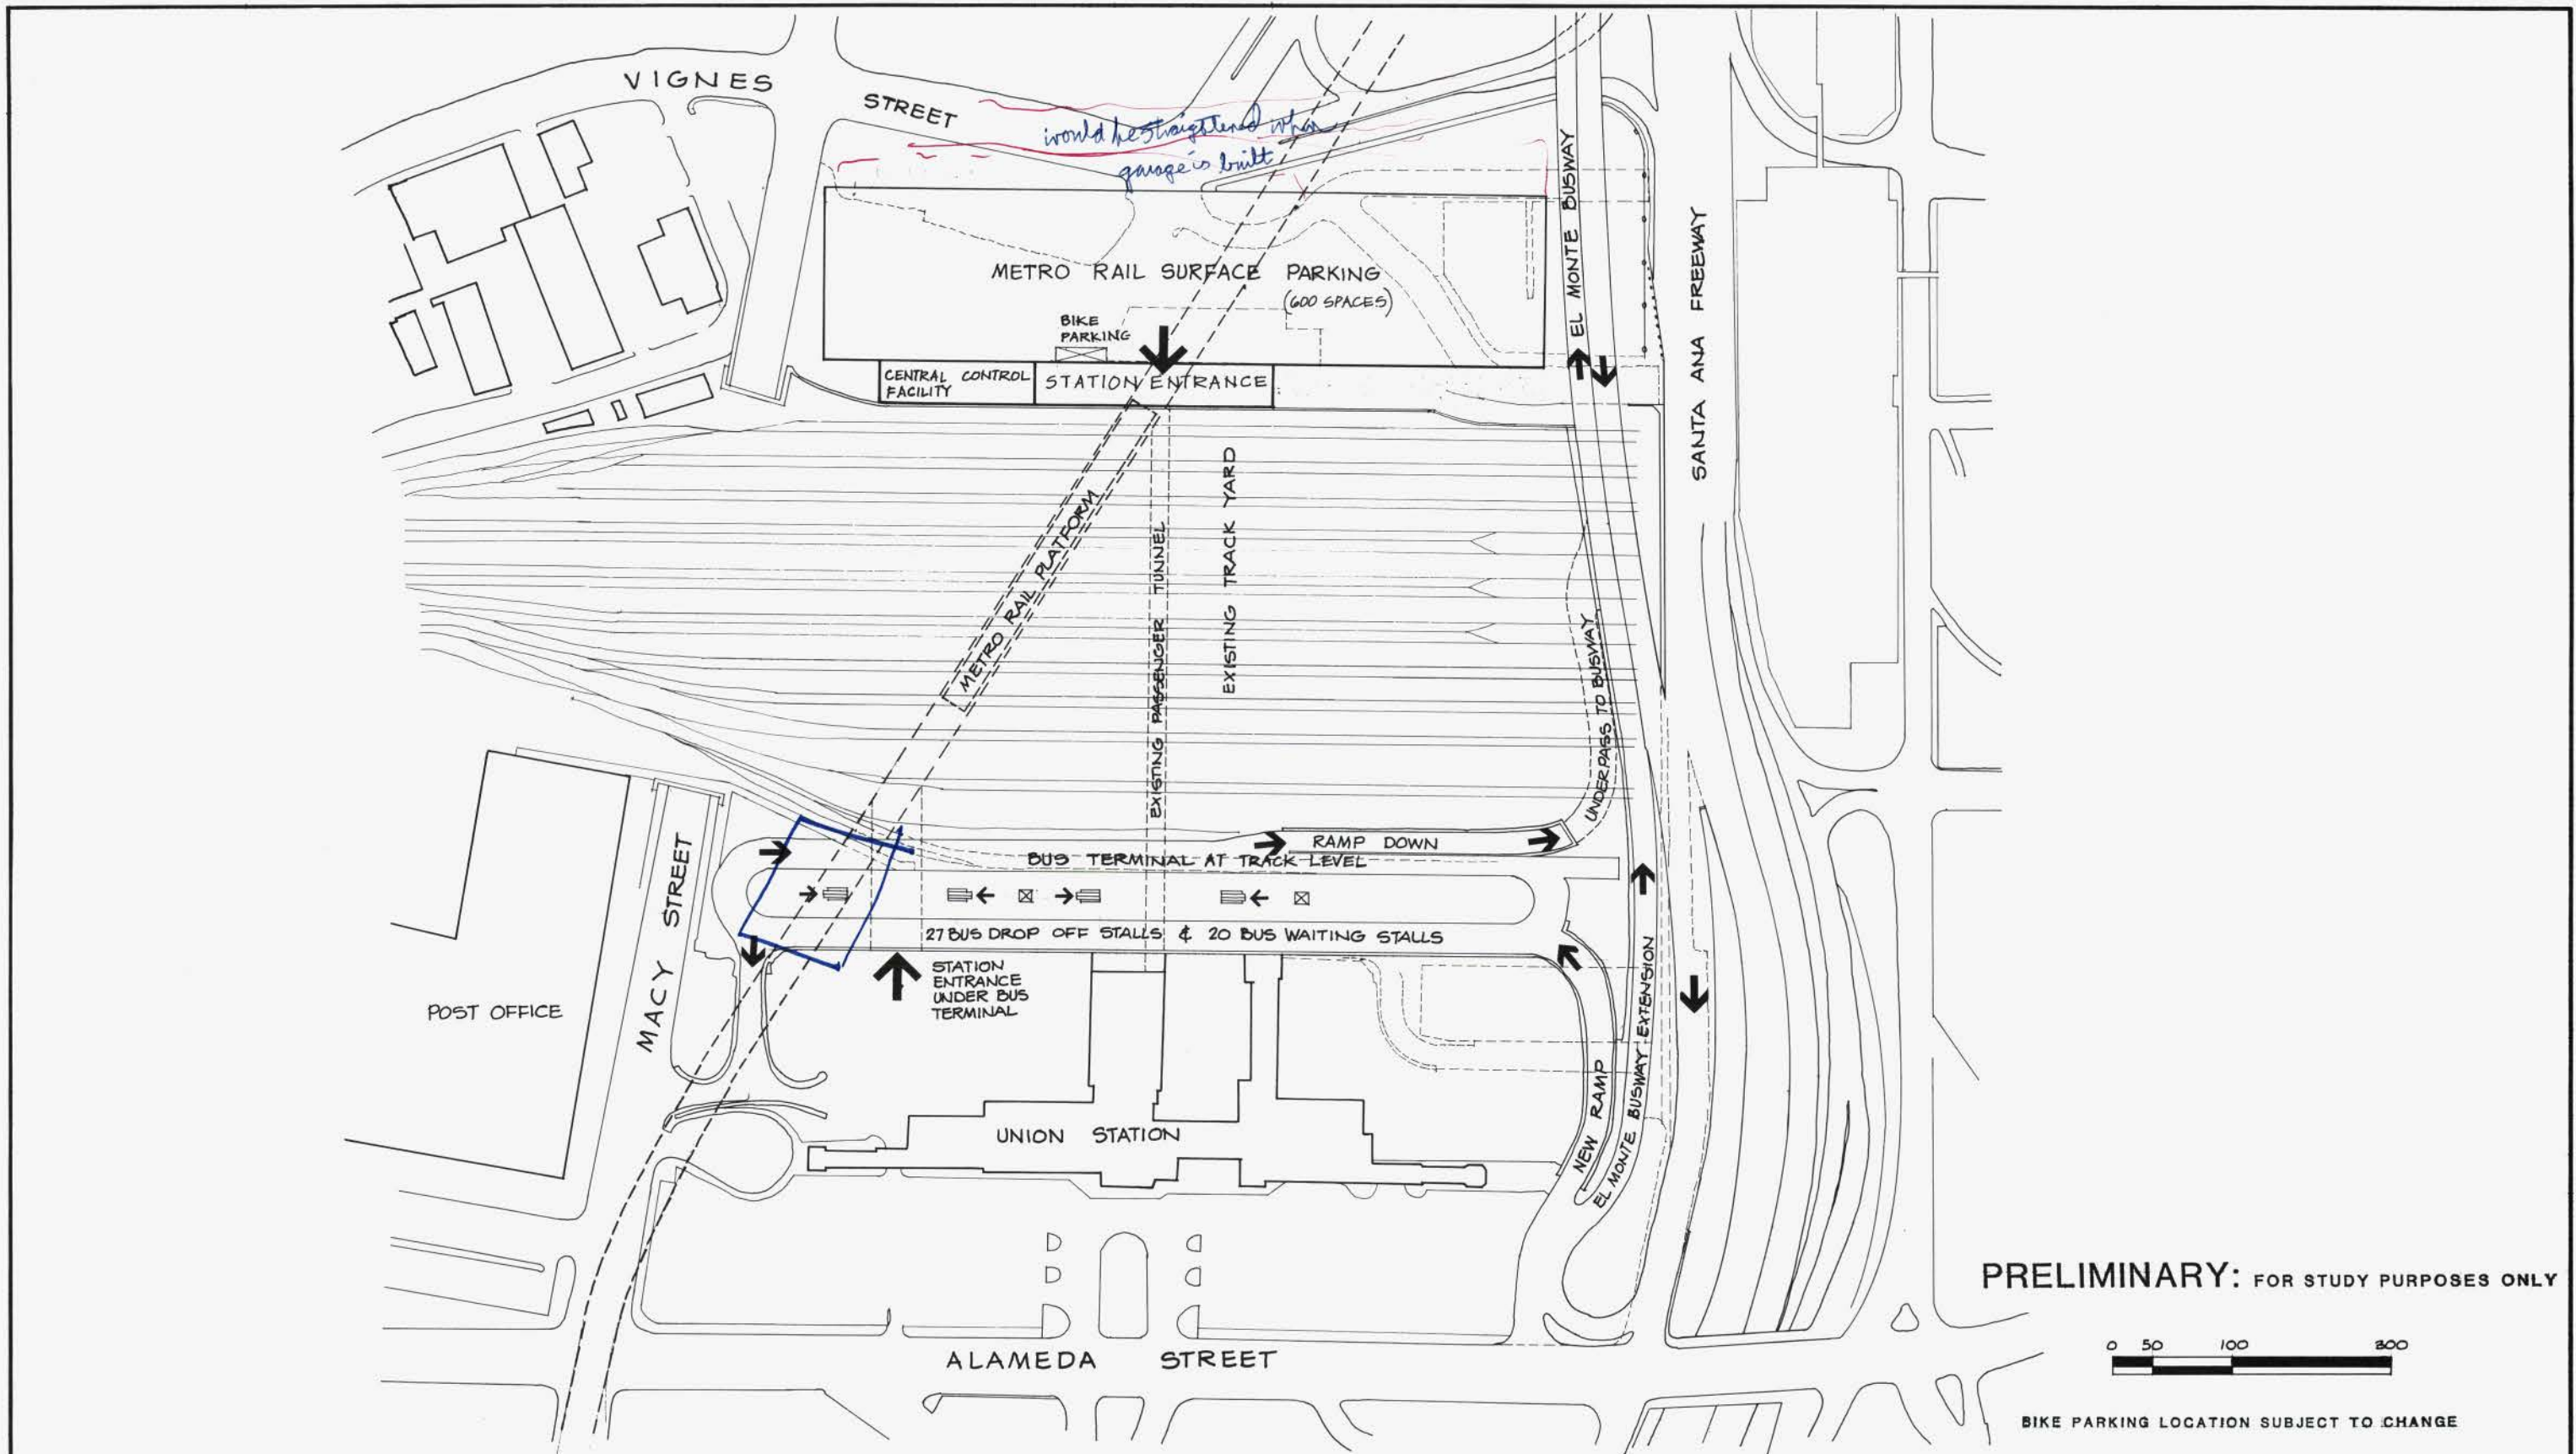 VIGNES
STREET
would be straightened when
garage is built
METRO RAIL SURFACE PARKING
(600 SPACES)
BIKE
PARKING
CENTRAL CONTROL
FACILITY
STATION ENTRANCE
EL MONTE BUSWAY
SANTA ANA FREEWAY
METRO RAIL PLATFORM
EXISTING PASSENGER TUNNEL
EXISTING TRACK YARD
UNDERPASS TO BUSWAY
RAMP DOWN
BUS TERMINAL AT TRACK LEVEL
27 BUS DROP OFF STALLS & 20 BUS WAITING STALLS
STATION
ENTRANCE
UNDER BUS
TERMINAL
MACY STREET
POST OFFICE
UNION STATION
NEW RAMP
EL MONTE BUSWAY EXTENSION
ALAMEDA STREET
PRELIMINARY: FOR STUDY PURPOSES ONLY
0 50 100 300
BIKE PARKING LOCATION SUBJECT TO CHANGE